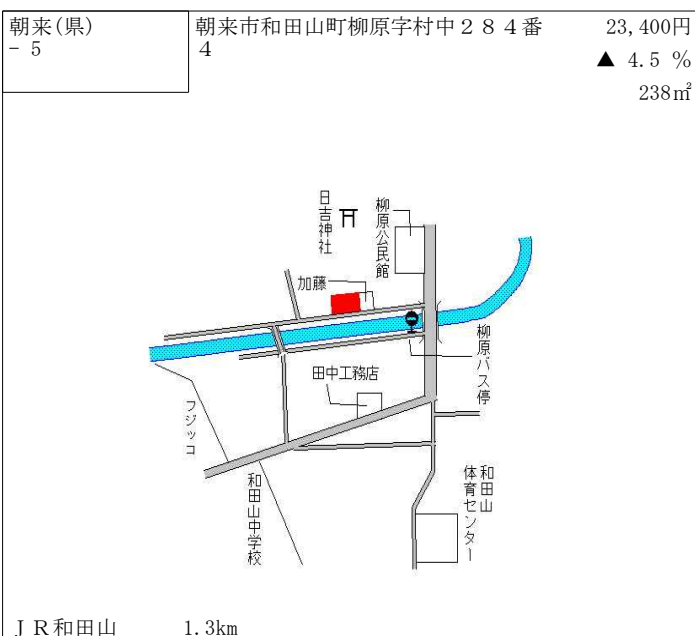 朝来(県)
- 5
朝来市和田山町柳原字村中２８４番
4
23,400円
▲ 4.5 %
238㎡
日吉神社
柳原公民館
加藤
柳原バス停
田中工務店
フジッコ
和田山中学校
和田山
体育センター
ＪＲ和田山 1.3km